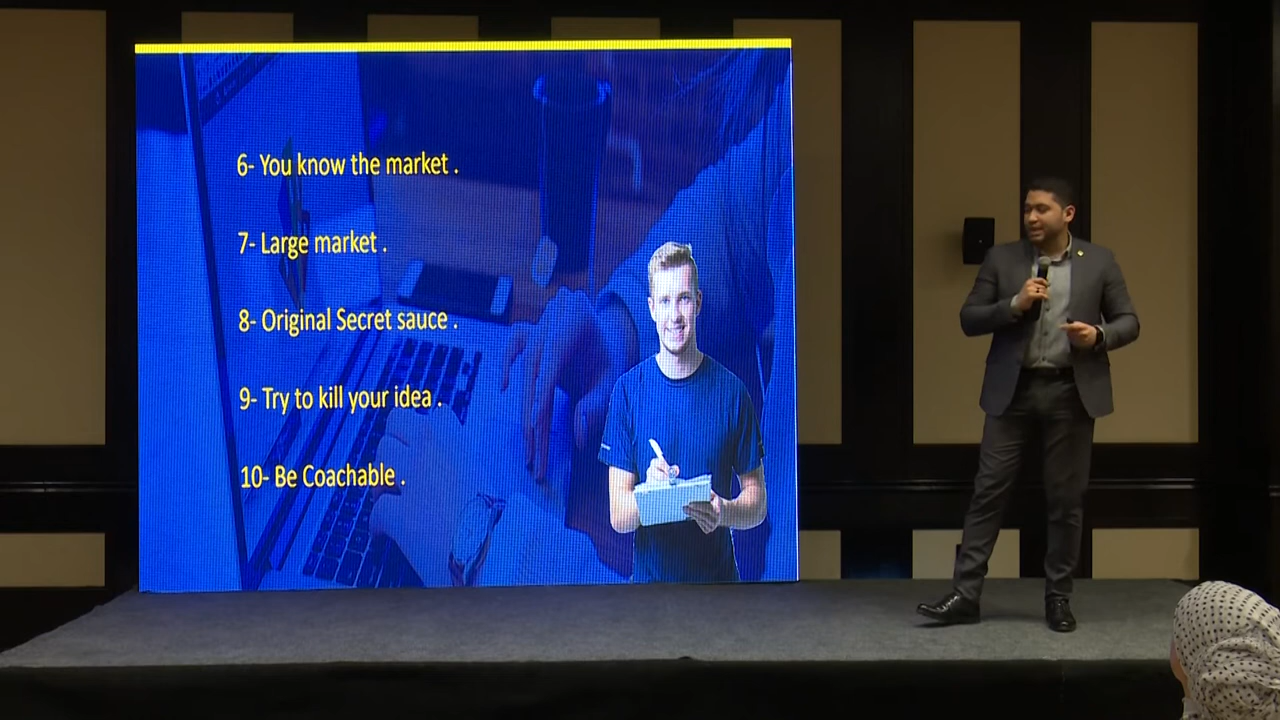 6- You know the market .
7- Large market .
8- Original Secret sauce .
9- Try to kill your idea .
10- Be Coachable .